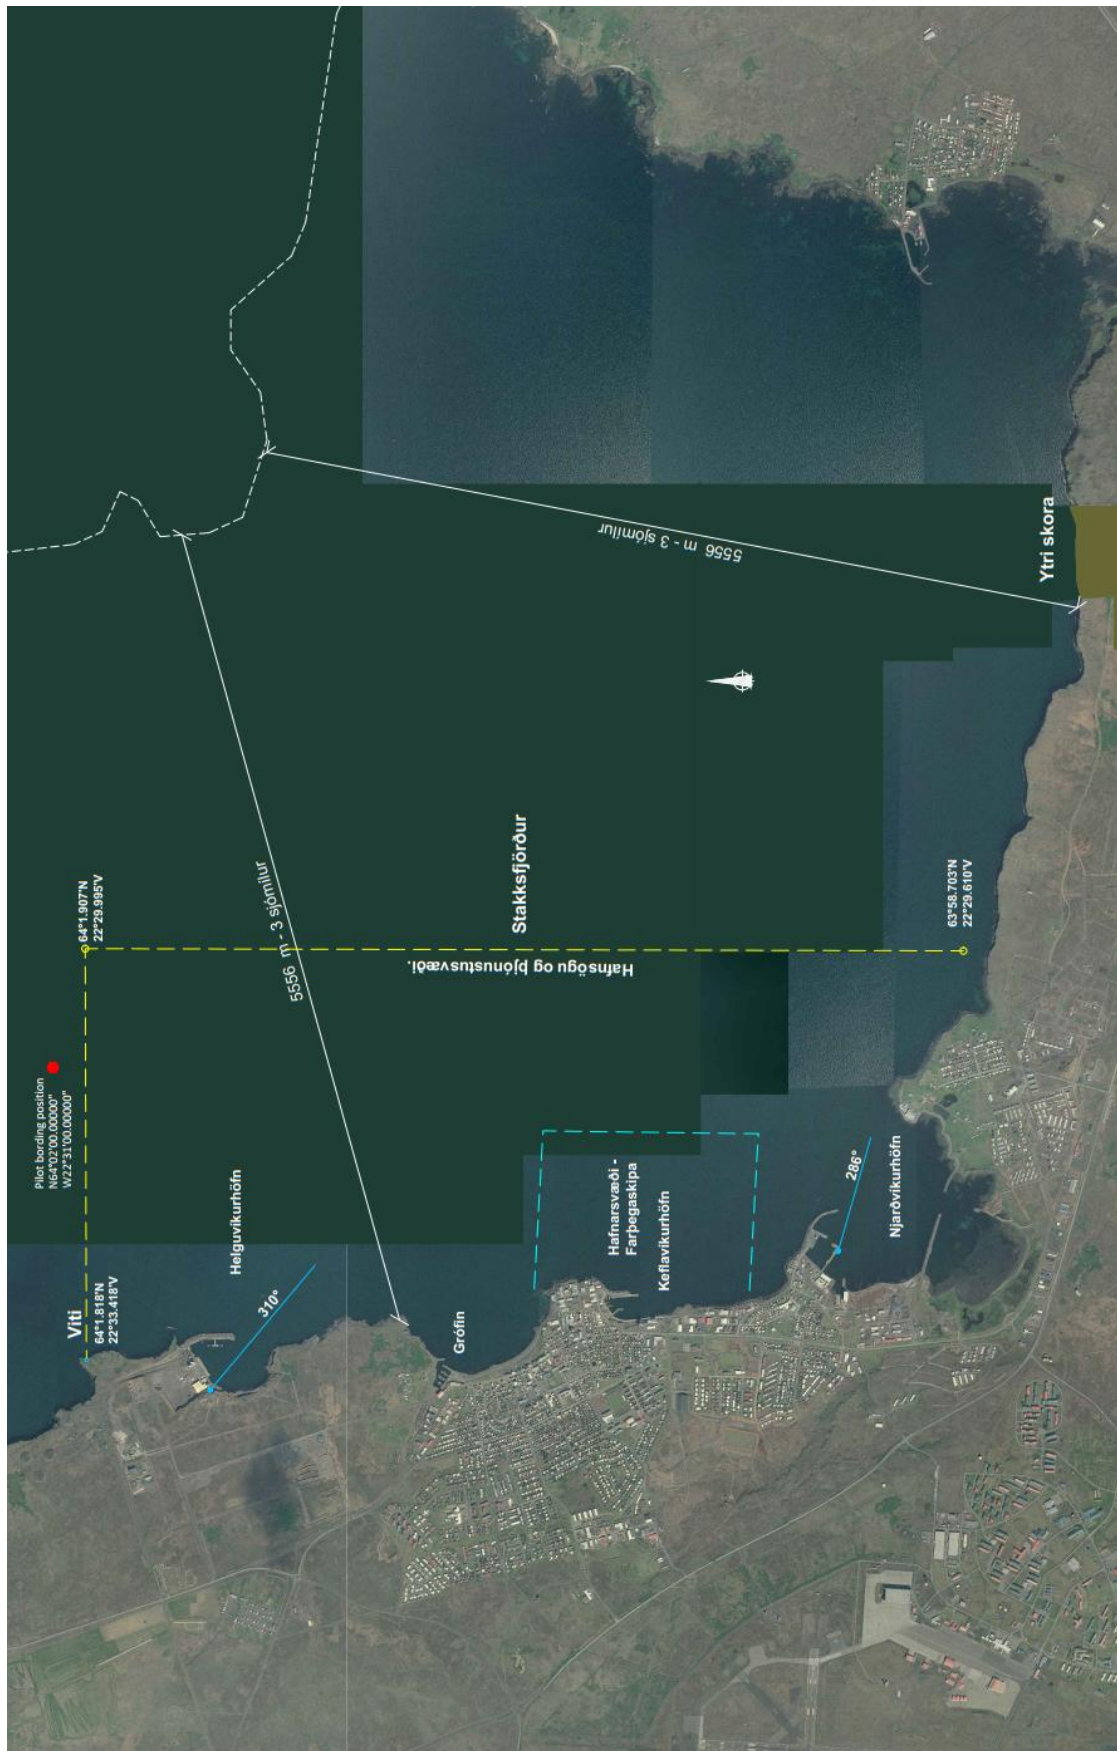 Pilot bording position
N64°02'00.00000"
W22°31'00.00000"
64°1.907'N
22°29.995'V
Viti
64°1.818'N
22°33.418'V
Helguvíkurhöfn
310°
5556 m - 3 sjómílur
5556 m - 3 sjómílur
Stakksfjörður
Hafnsögu og þjónustusvæði.
Grófin
Hafnarsvæði -
Farþegaskipa
Keflavíkurhöfn
286°
Njarðvíkurhöfn
63°58.703'N
22°29.610'V
Ytri skora